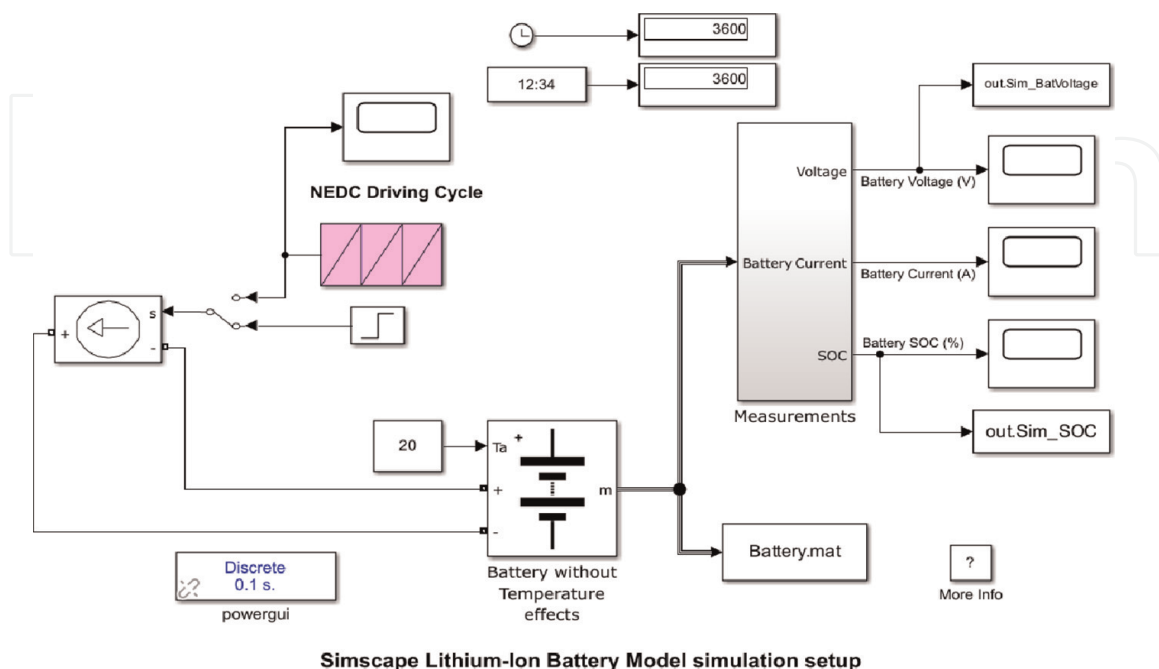 3600
12:34
3600
out.Sim_BatVoltage
NEDC Driving Cycle
Voltage
Battery Voltage (V)
Battery Current
Battery Current (A)
SOC
Battery SOC (%)
out.Sim_SOC
Measurements
s
+
-
20
Ta
+
+
-
m
Battery without
Temperature
effects
Battery.mat
Discrete
0.1 s.
powergui
?
More Info
Simscape Lithium-Ion Battery Model simulation setup